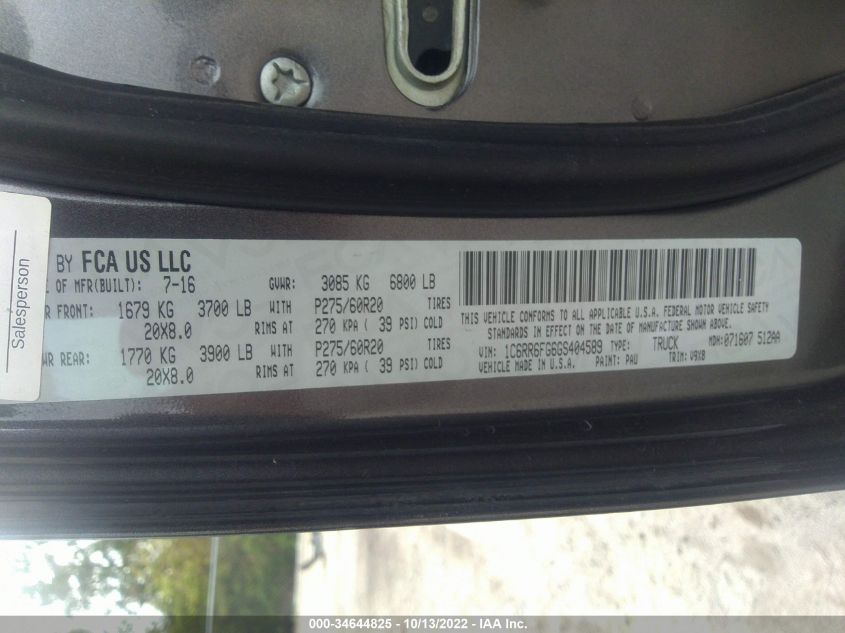 Salesperson
BY FCA US LLC
OF MFR(BUILT): 7-16 GVWR: 3085 KG 6800 LB
FRONT: 1679 KG 3700 LB WITH P275/60R20 TIRES
20X8.0 RIMS AT 270 KPA ( 39 PSI) COLD
REAR: 1770 KG 3900 LB WITH P275/60R20 TIRES
20X8.0 RIMS AT 270 KPA ( 39 PSI) COLD
THIS VEHICLE CONFORMS TO ALL APPLICABLE U.S.A. FEDERAL MOTOR VEHICLE SAFETY
STANDARDS IN EFFECT ON THE DATE OF MANUFACTURE SHOWN ABOVE.
VIN: 1C6RR6FG6GS404589 TYPE: TRUCK MDH: 071607 512AA
VEHICLE MADE IN U.S.A. PAINT: PAU TRIM: V9X8
000-34644825 - 10/13/2022 - IAA Inc.